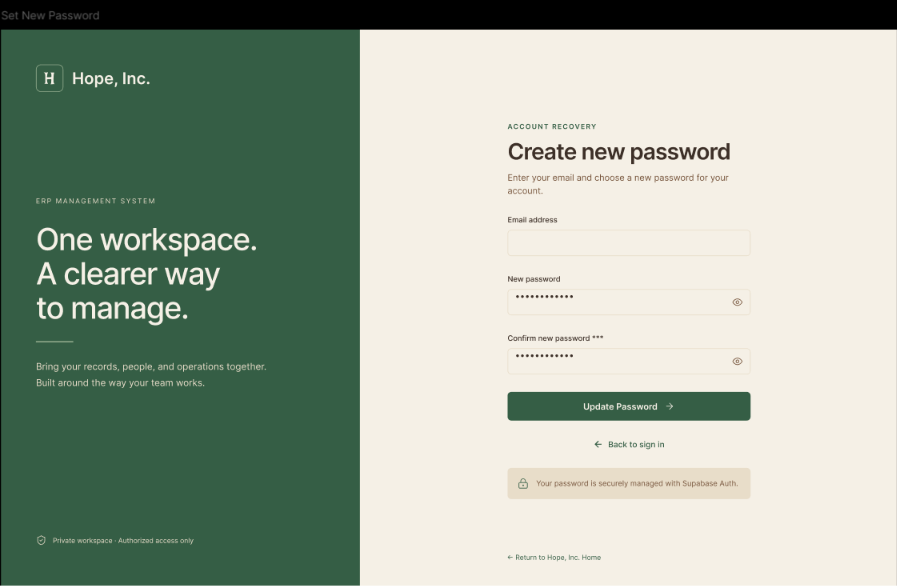 Set New Password
H Hope, Inc.
ERP MANAGEMENT SYSTEM
One workspace.
A clearer way
to manage.
Bring your records, people, and operations together.
Built around the way your team works.
Private workspace · Authorized access only
ACCOUNT RECOVERY
Create new password
Enter your email and choose a new password for your
account.
Email address
New password
••••••••••••
Confirm new password ***
••••••••••••
Update Password →
← Back to sign in
Your password is securely managed with Supabase Auth.
← Return to Hope, Inc. Home